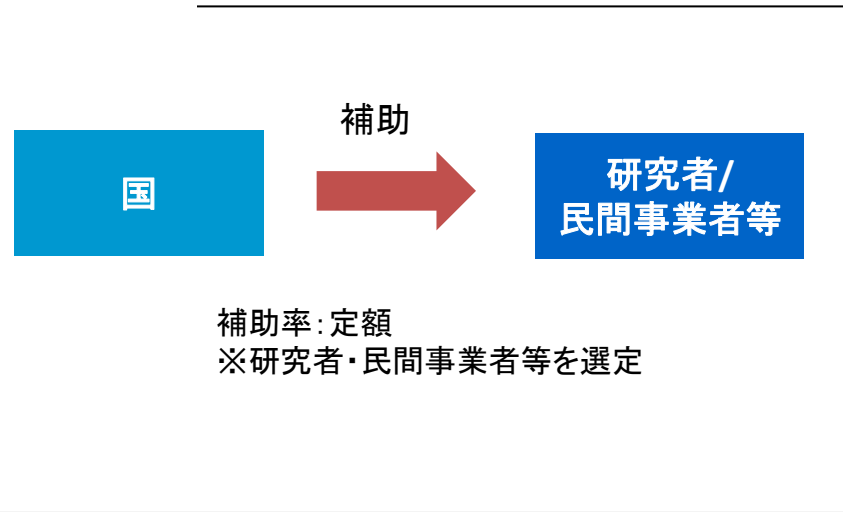 補助
国
研究者/
民間事業者等
補助率:定額
※研究者・民間事業者等を選定